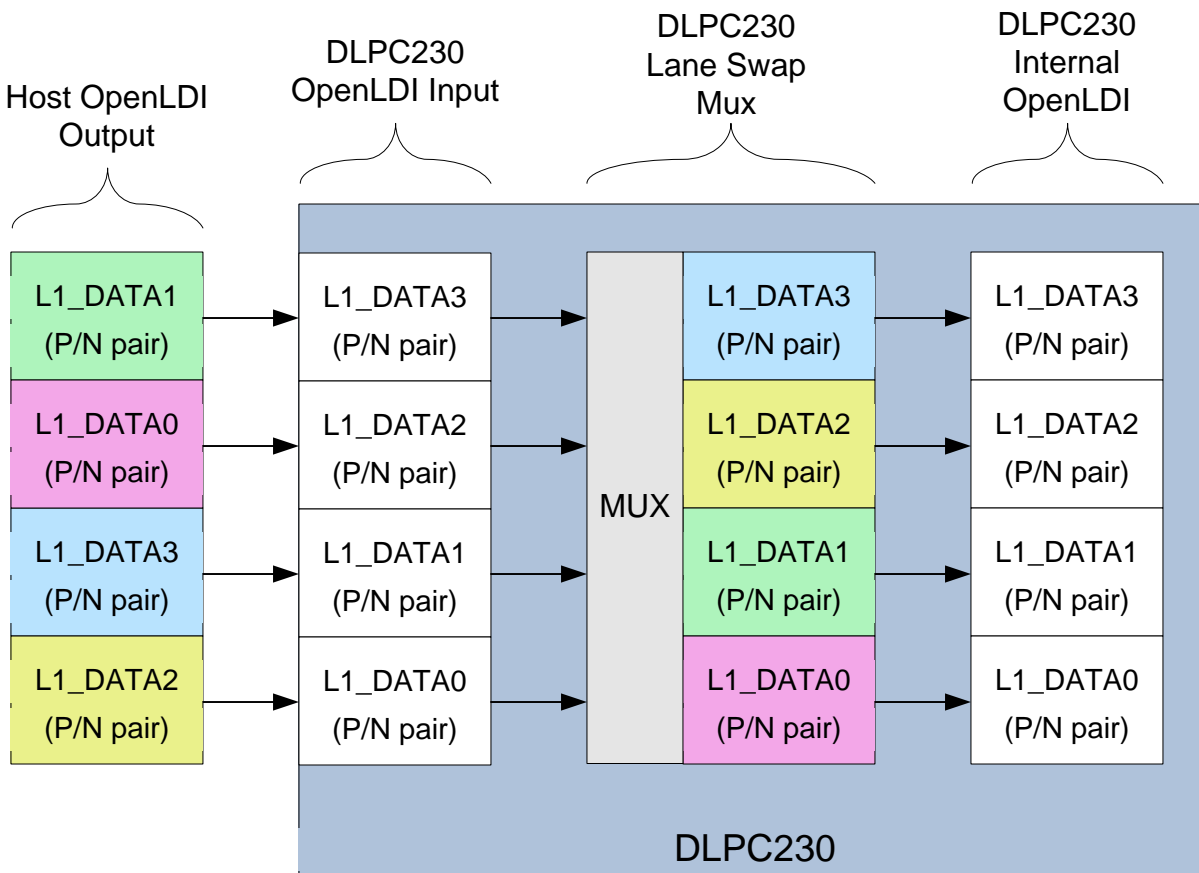 Host OpenLDI
Output
DLPC230
OpenLDI Input
DLPC230
Lane Swap
Mux
DLPC230
Internal
OpenLDI
L1_DATA1
(P/N pair)
L1_DATA0
(P/N pair)
L1_DATA3
(P/N pair)
L1_DATA2
(P/N pair)
L1_DATA3
(P/N pair)
L1_DATA2
(P/N pair)
L1_DATA1
(P/N pair)
L1_DATA0
(P/N pair)
MUX
L1_DATA3
(P/N pair)
L1_DATA2
(P/N pair)
L1_DATA1
(P/N pair)
L1_DATA0
(P/N pair)
L1_DATA3
(P/N pair)
L1_DATA2
(P/N pair)
L1_DATA1
(P/N pair)
L1_DATA0
(P/N pair)
DLPC230